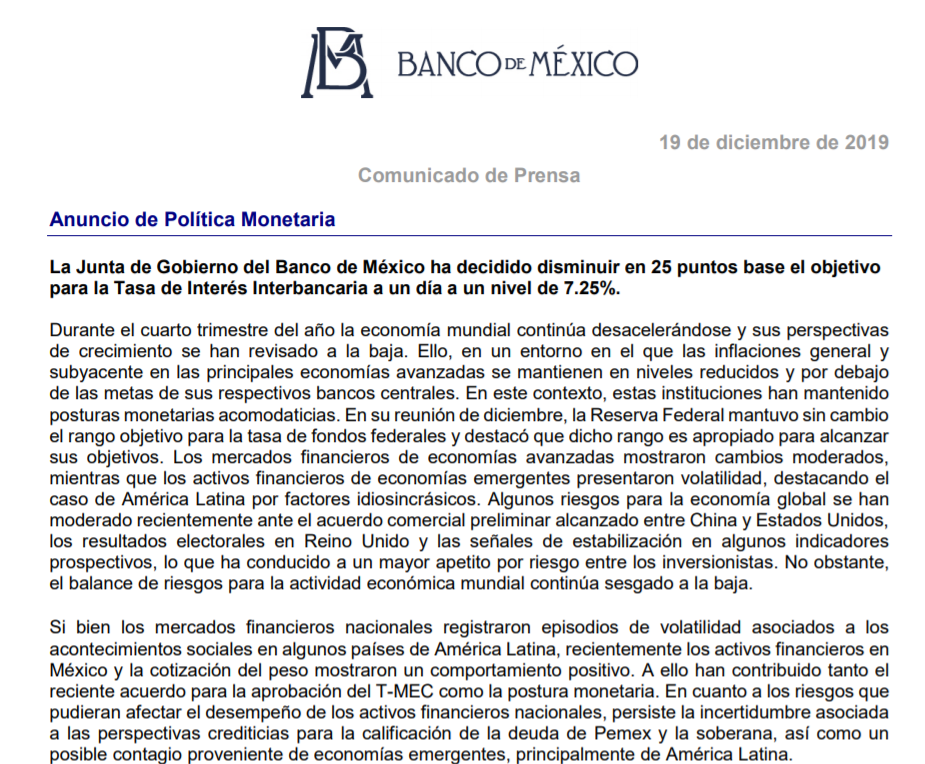 BANCO DE MÉXICO
19 de diciembre de 2019
Comunicado de Prensa
Anuncio de Política Monetaria
La Junta de Gobierno del Banco de México ha decidido disminuir en 25 puntos base el objetivo
para la Tasa de Interés Interbancaria a un día a un nivel de 7.25%.
Durante el cuarto trimestre del año la economía mundial continúa desacelerándose y sus perspectivas
de crecimiento se han revisado a la baja. Ello, en un entorno en el que las inflaciones general y
subyacente en las principales economías avanzadas se mantienen en niveles reducidos y por debajo
de las metas de sus respectivos bancos centrales. En este contexto, estas instituciones han mantenido
posturas monetarias acomodaticias. En su reunión de diciembre, la Reserva Federal mantuvo sin cambio
el rango objetivo para la tasa de fondos federales y destacó que dicho rango es apropiado para alcanzar
sus objetivos. Los mercados financieros de economías avanzadas mostraron cambios moderados,
mientras que los activos financieros de economías emergentes presentaron volatilidad, destacando el
caso de América Latina por factores idiosincrásicos. Algunos riesgos para la economía global se han
moderado recientemente ante el acuerdo comercial preliminar alcanzado entre China y Estados Unidos,
los resultados electorales en Reino Unido y las señales de estabilización en algunos indicadores
prospectivos, lo que ha conducido a un mayor apetito por riesgo entre los inversionistas. No obstante,
el balance de riesgos para la actividad económica mundial continúa sesgado a la baja.
Si bien los mercados financieros nacionales registraron episodios de volatilidad asociados a los
acontecimientos sociales en algunos países de América Latina, recientemente los activos financieros en
México y la cotización del peso mostraron un comportamiento positivo. A ello han contribuido tanto el
reciente acuerdo para la aprobación del T-MEC como la postura monetaria. En cuanto a los riesgos que
pudieran afectar el desempeño de los activos financieros nacionales, persiste la incertidumbre asociada
a las perspectivas crediticias para la calificación de la deuda de Pemex y la soberana, así como un
posible contagio proveniente de economías emergentes, principalmente de América Latina.